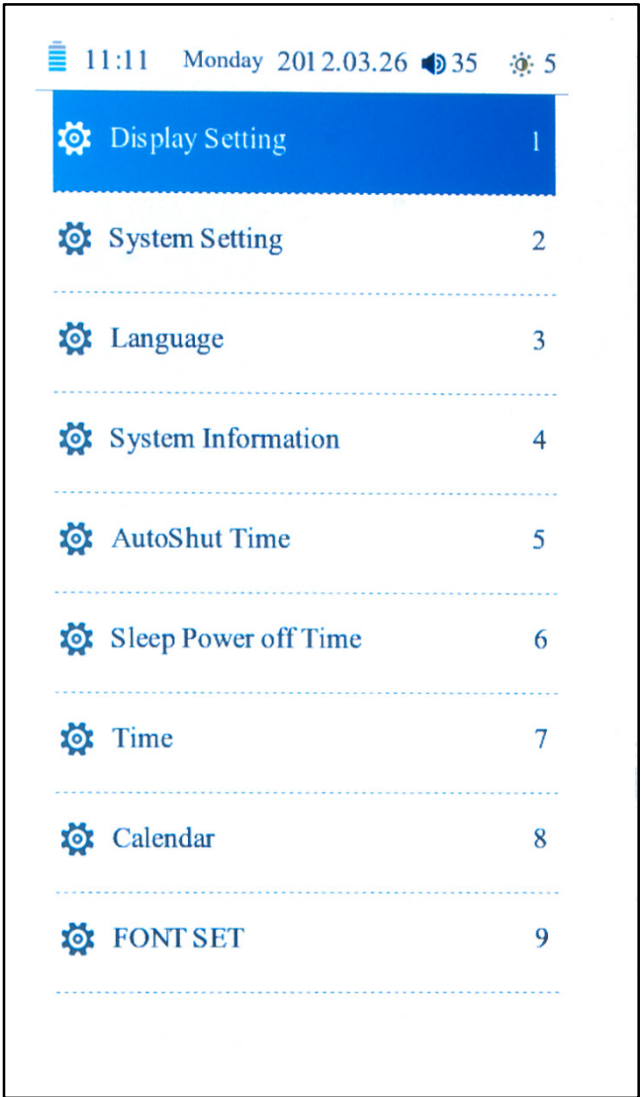 11:11 Monday 2012.03.26 35 5
Display Setting 1
System Setting 2
Language 3
System Information 4
AutoShut Time 5
Sleep Power off Time 6
Time 7
Calendar 8
FONT SET 9